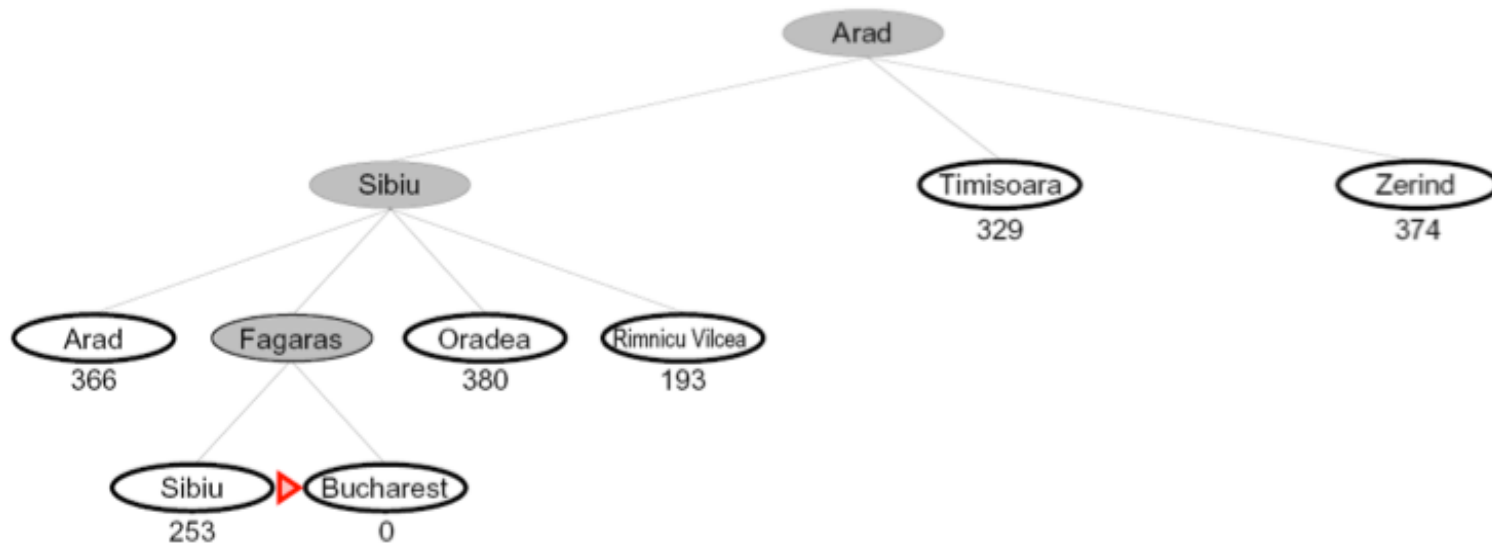 Arad
Sibiu
Timisoara
Zerind
329
374
Arad
Fagaras
Oradea
Rimnicu Vilcea
366
380
193
Sibiu
Bucharest
253
0